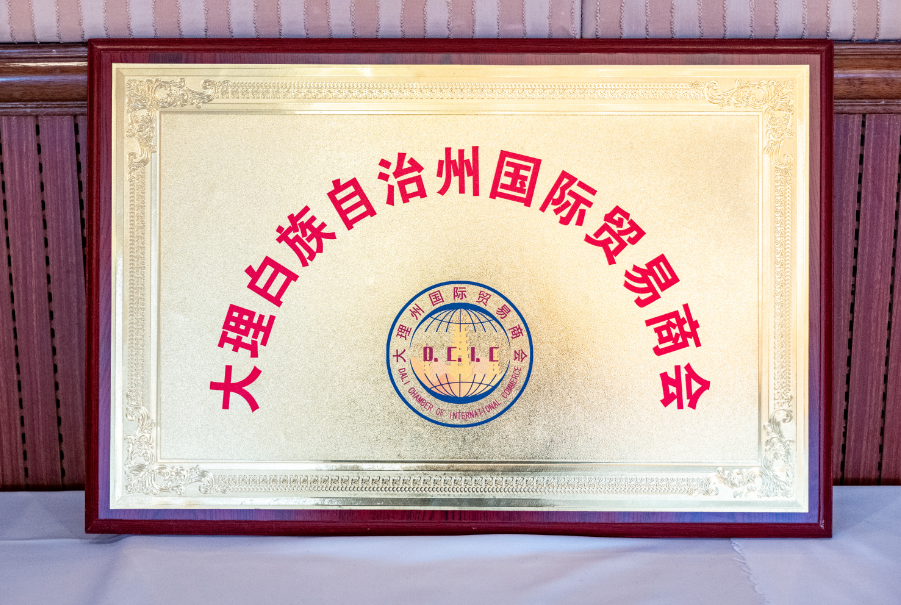 大理白族自治州国际贸易商会
大理州国际贸易商会
D. C. I. C
DALI CHAMBER OF INTERNATIONAL COMMERCE